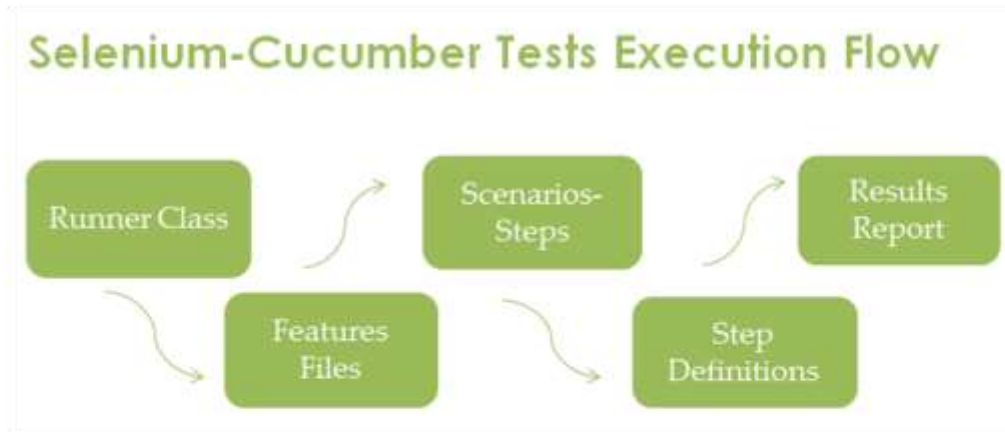 Selenium-Cucumber Tests Execution Flow
Runner Class
Features
Files
Scenarios-
Steps
Step
Definitions
Results
Report